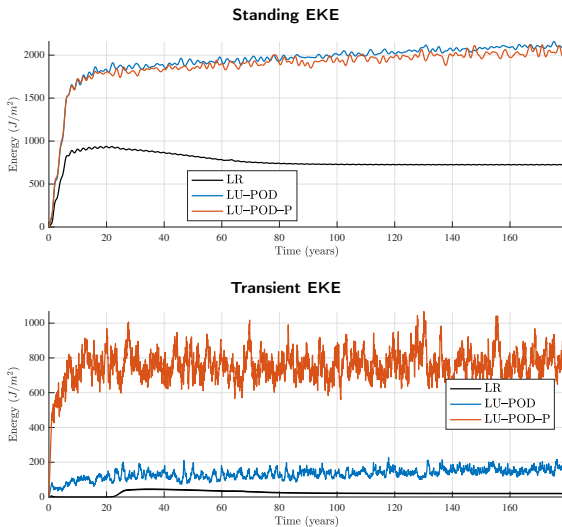 Standing EKE
2000
1500
1000
500
0
Energy (J/m²)
LR
LU–POD
LU–POD–P
0 20 40 60 80 100 120 140 160
Time (years)
Transient EKE
1000
800
600
400
200
0
Energy (J/m²)
LR
LU–POD
LU–POD–P
0 20 40 60 80 100 120 140 160
Time (years)